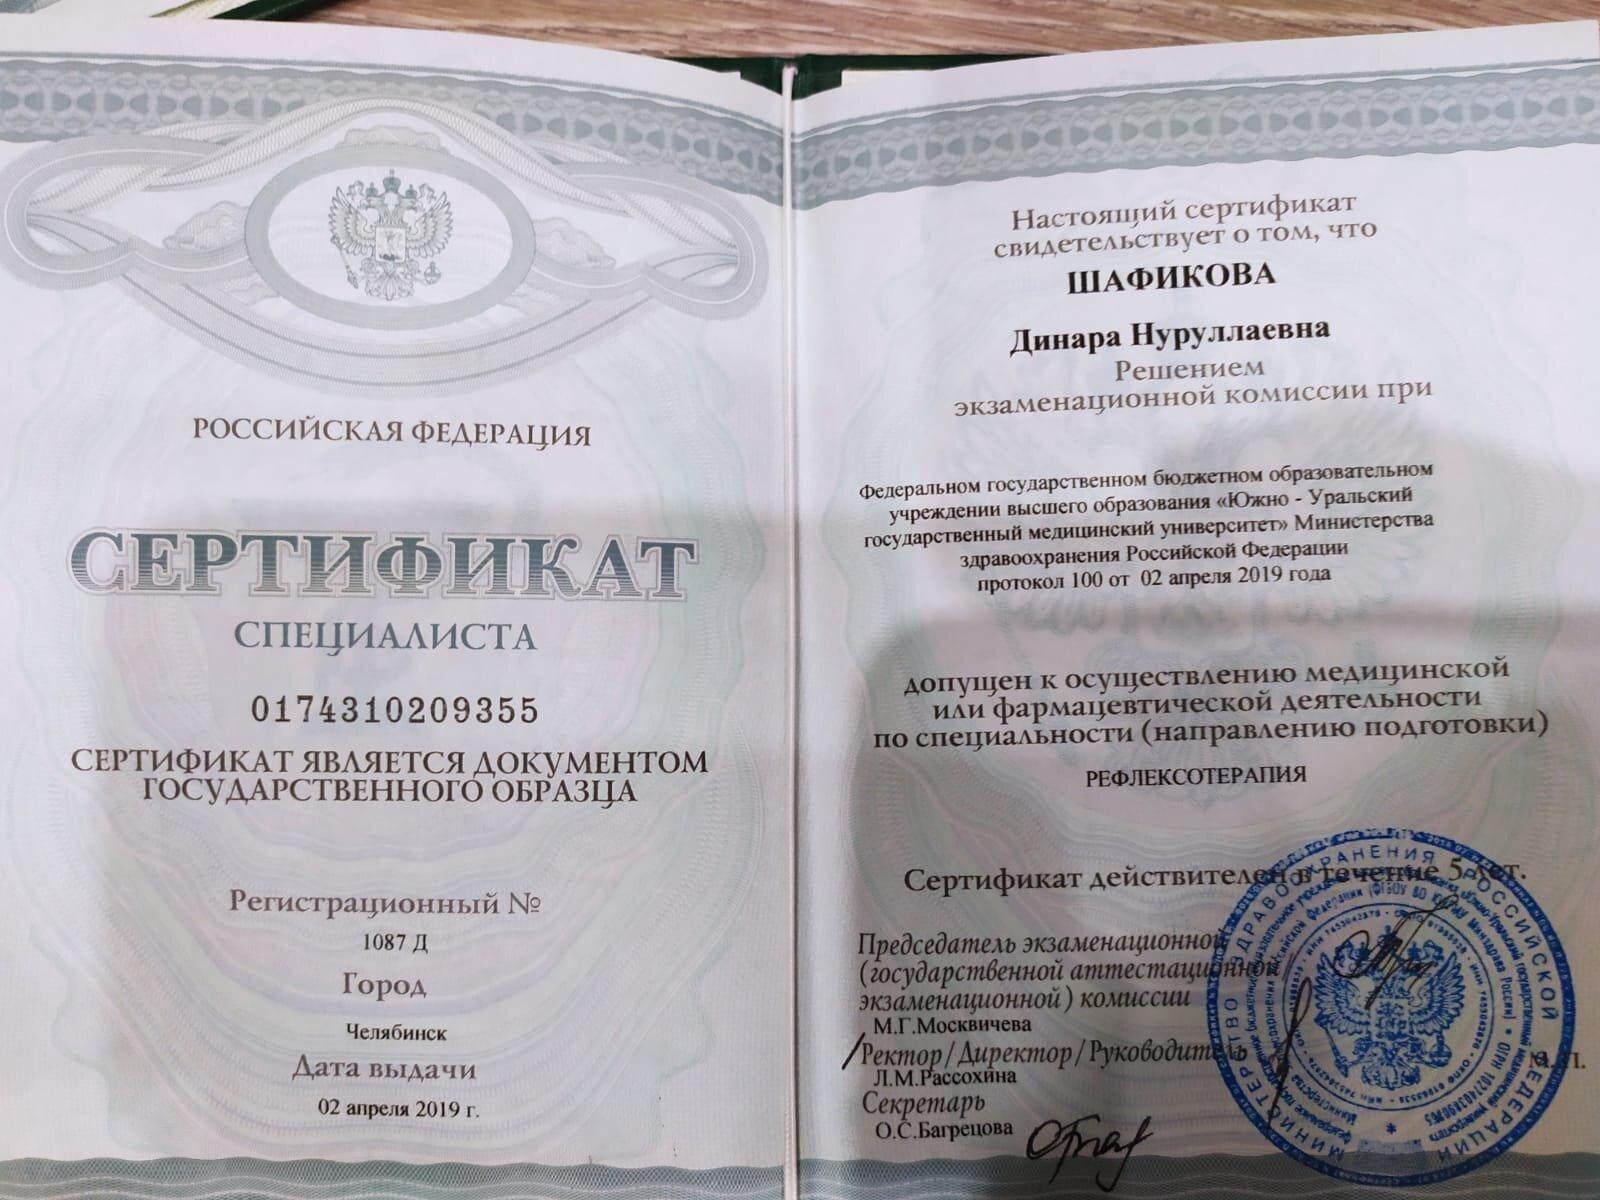 РОССИЙСКАЯ ФЕДЕРАЦИЯ
СЕРТИФИКАТ
СПЕЦИАЛИСТА
0174310209355
СЕРТИФИКАТ ЯВЛЯЕТСЯ ДОКУМЕНТОМ
ГОСУДАРСТВЕННОГО ОБРАЗЦА
Регистрационный №
1087 Д
Город
Челябинск
Дата выдачи
02 апреля 2019 г.
Настоящий сертификат
свидетельствует о том, что
ШАФИКОВА
Динара Нуруллаевна
Решением
экзаменационной комиссии при
Федеральном государственном бюджетном образовательном
учреждении высшего образования «Южно - Уральский
государственный медицинский университет» Министерства
здравоохранения Российской Федерации
протокол 100 от 02 апреля 2019 года
допущен к осуществлению медицинской
или фармацевтической деятельности
по специальности (направлению подготовки)
РЕФЛЕКСОТЕРАПИЯ
Сертификат действителен в течение 5 лет.
Председатель экзаменационной
(государственной аттестационной
экзаменационной) комиссии
М.Г.Москвичева
Ректор/Директор/Руководитель
Л.М.Рассохина
Секретарь
О.С.Багрецова
М.П.
МИНИСТЕРСТВО ЗДРАВООХРАНЕНИЯ РОССИЙСКОЙ ФЕДЕРАЦИИ